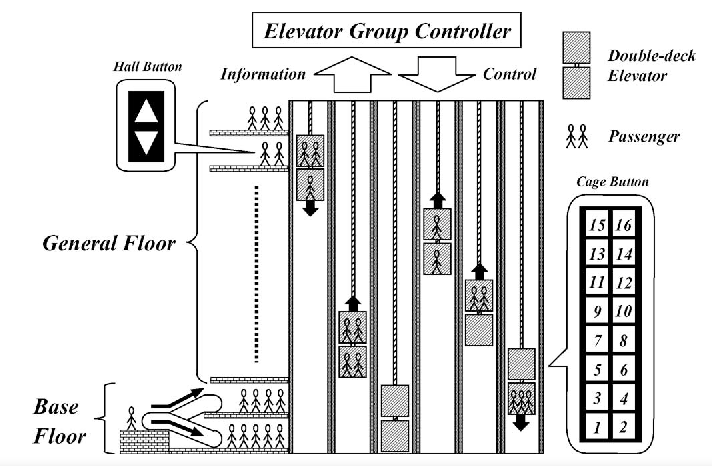 Elevator Group Controller
Hall Button
Information
Control
Double-deck
Elevator
Passenger
Cage Button
General Floor
15 16
13 14
11 12
9 10
7 8
5 6
3 4
1 2
Base
Floor